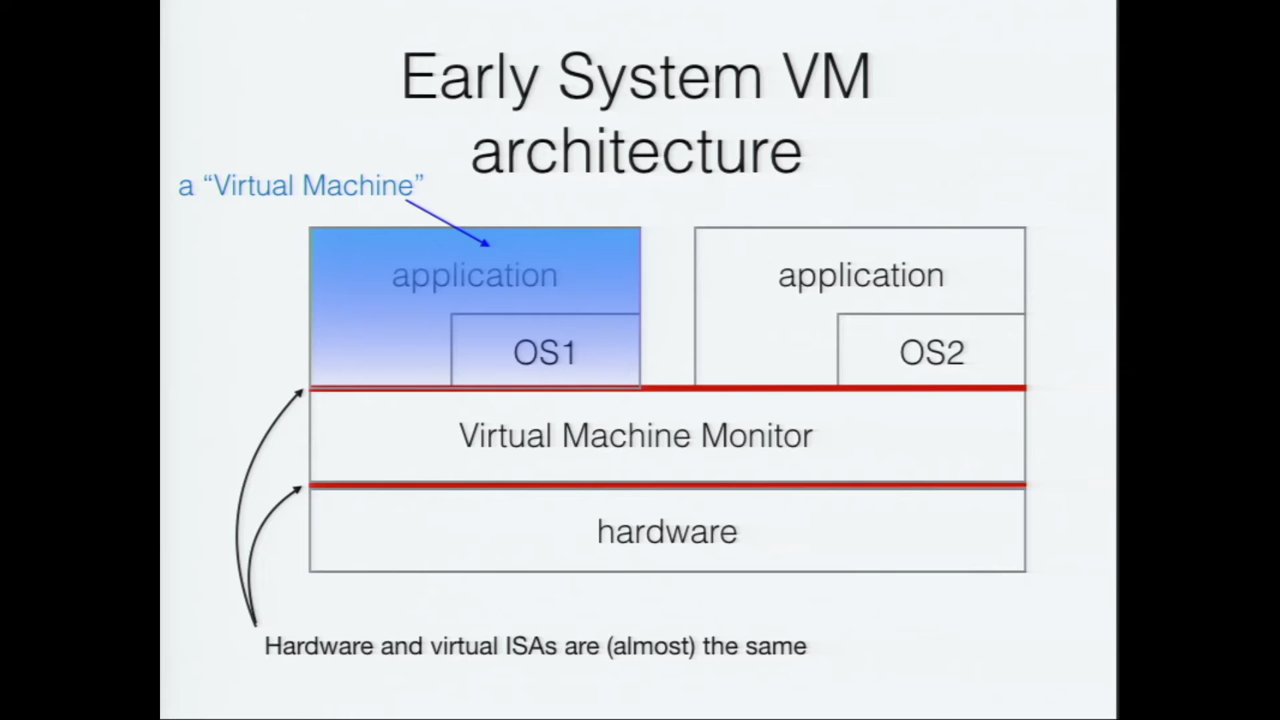 Early System VM
architecture
a “Virtual Machine”
application
application
OS1
OS2
Virtual Machine Monitor
hardware
Hardware and virtual ISAs are (almost) the same